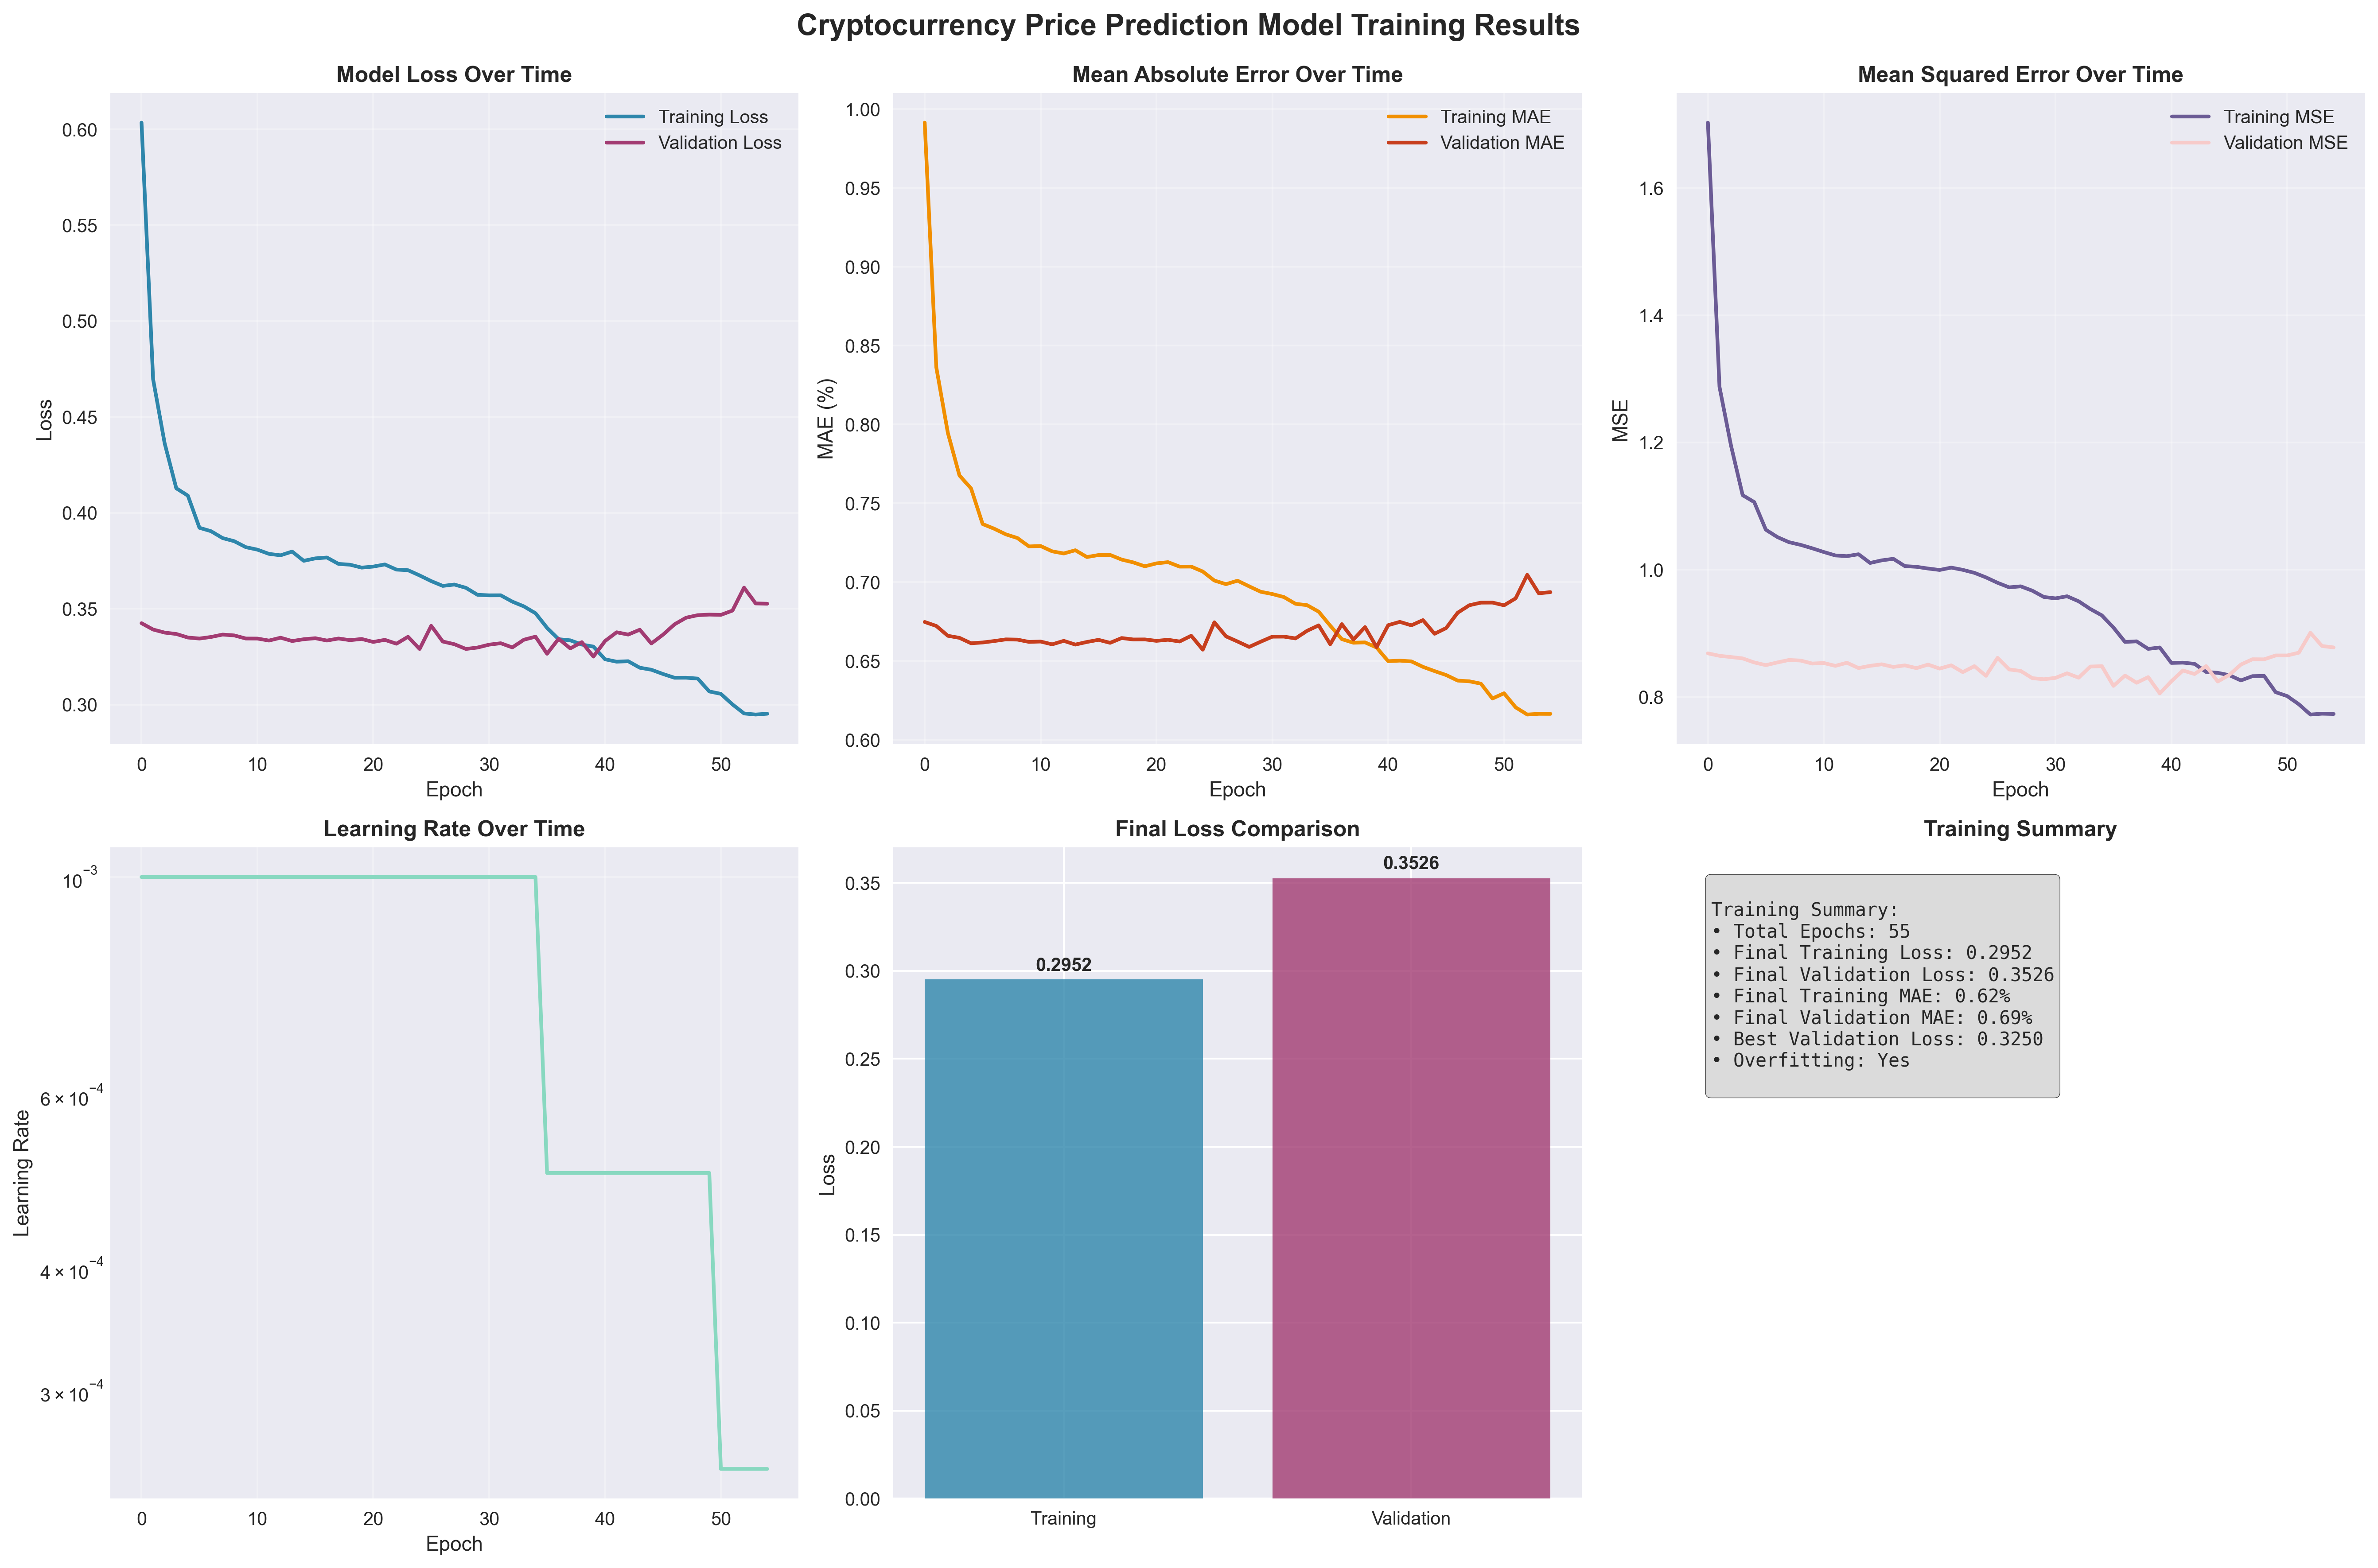 Cryptocurrency Price Prediction Model Training Results
Model Loss Over Time
Training Loss
Validation Loss
0.60
0.55
0.50
0.45
0.40
0.35
0.30
Loss
0 10 20 30 40 50
Epoch
Mean Absolute Error Over Time
Training MAE
Validation MAE
1.00
0.95
0.90
0.85
0.80
0.75
0.70
0.65
0.60
MAE (%)
0 10 20 30 40 50
Epoch
Mean Squared Error Over Time
Training MSE
Validation MSE
1.6
1.4
1.2
1.0
0.8
MSE
0 10 20 30 40 50
Epoch
Learning Rate Over Time
10⁻³
6 × 10⁻⁴
4 × 10⁻⁴
3 × 10⁻⁴
Learning Rate
0 10 20 30 40 50
Epoch
Final Loss Comparison
0.35
0.30
0.25
0.20
0.15
0.10
0.05
0.00
Loss
0.2952
0.3526
Training Validation
Training Summary
Training Summary:
• Total Epochs: 55
• Final Training Loss: 0.2952
• Final Validation Loss: 0.3526
• Final Training MAE: 0.62%
• Final Validation MAE: 0.69%
• Best Validation Loss: 0.3250
• Overfitting: Yes